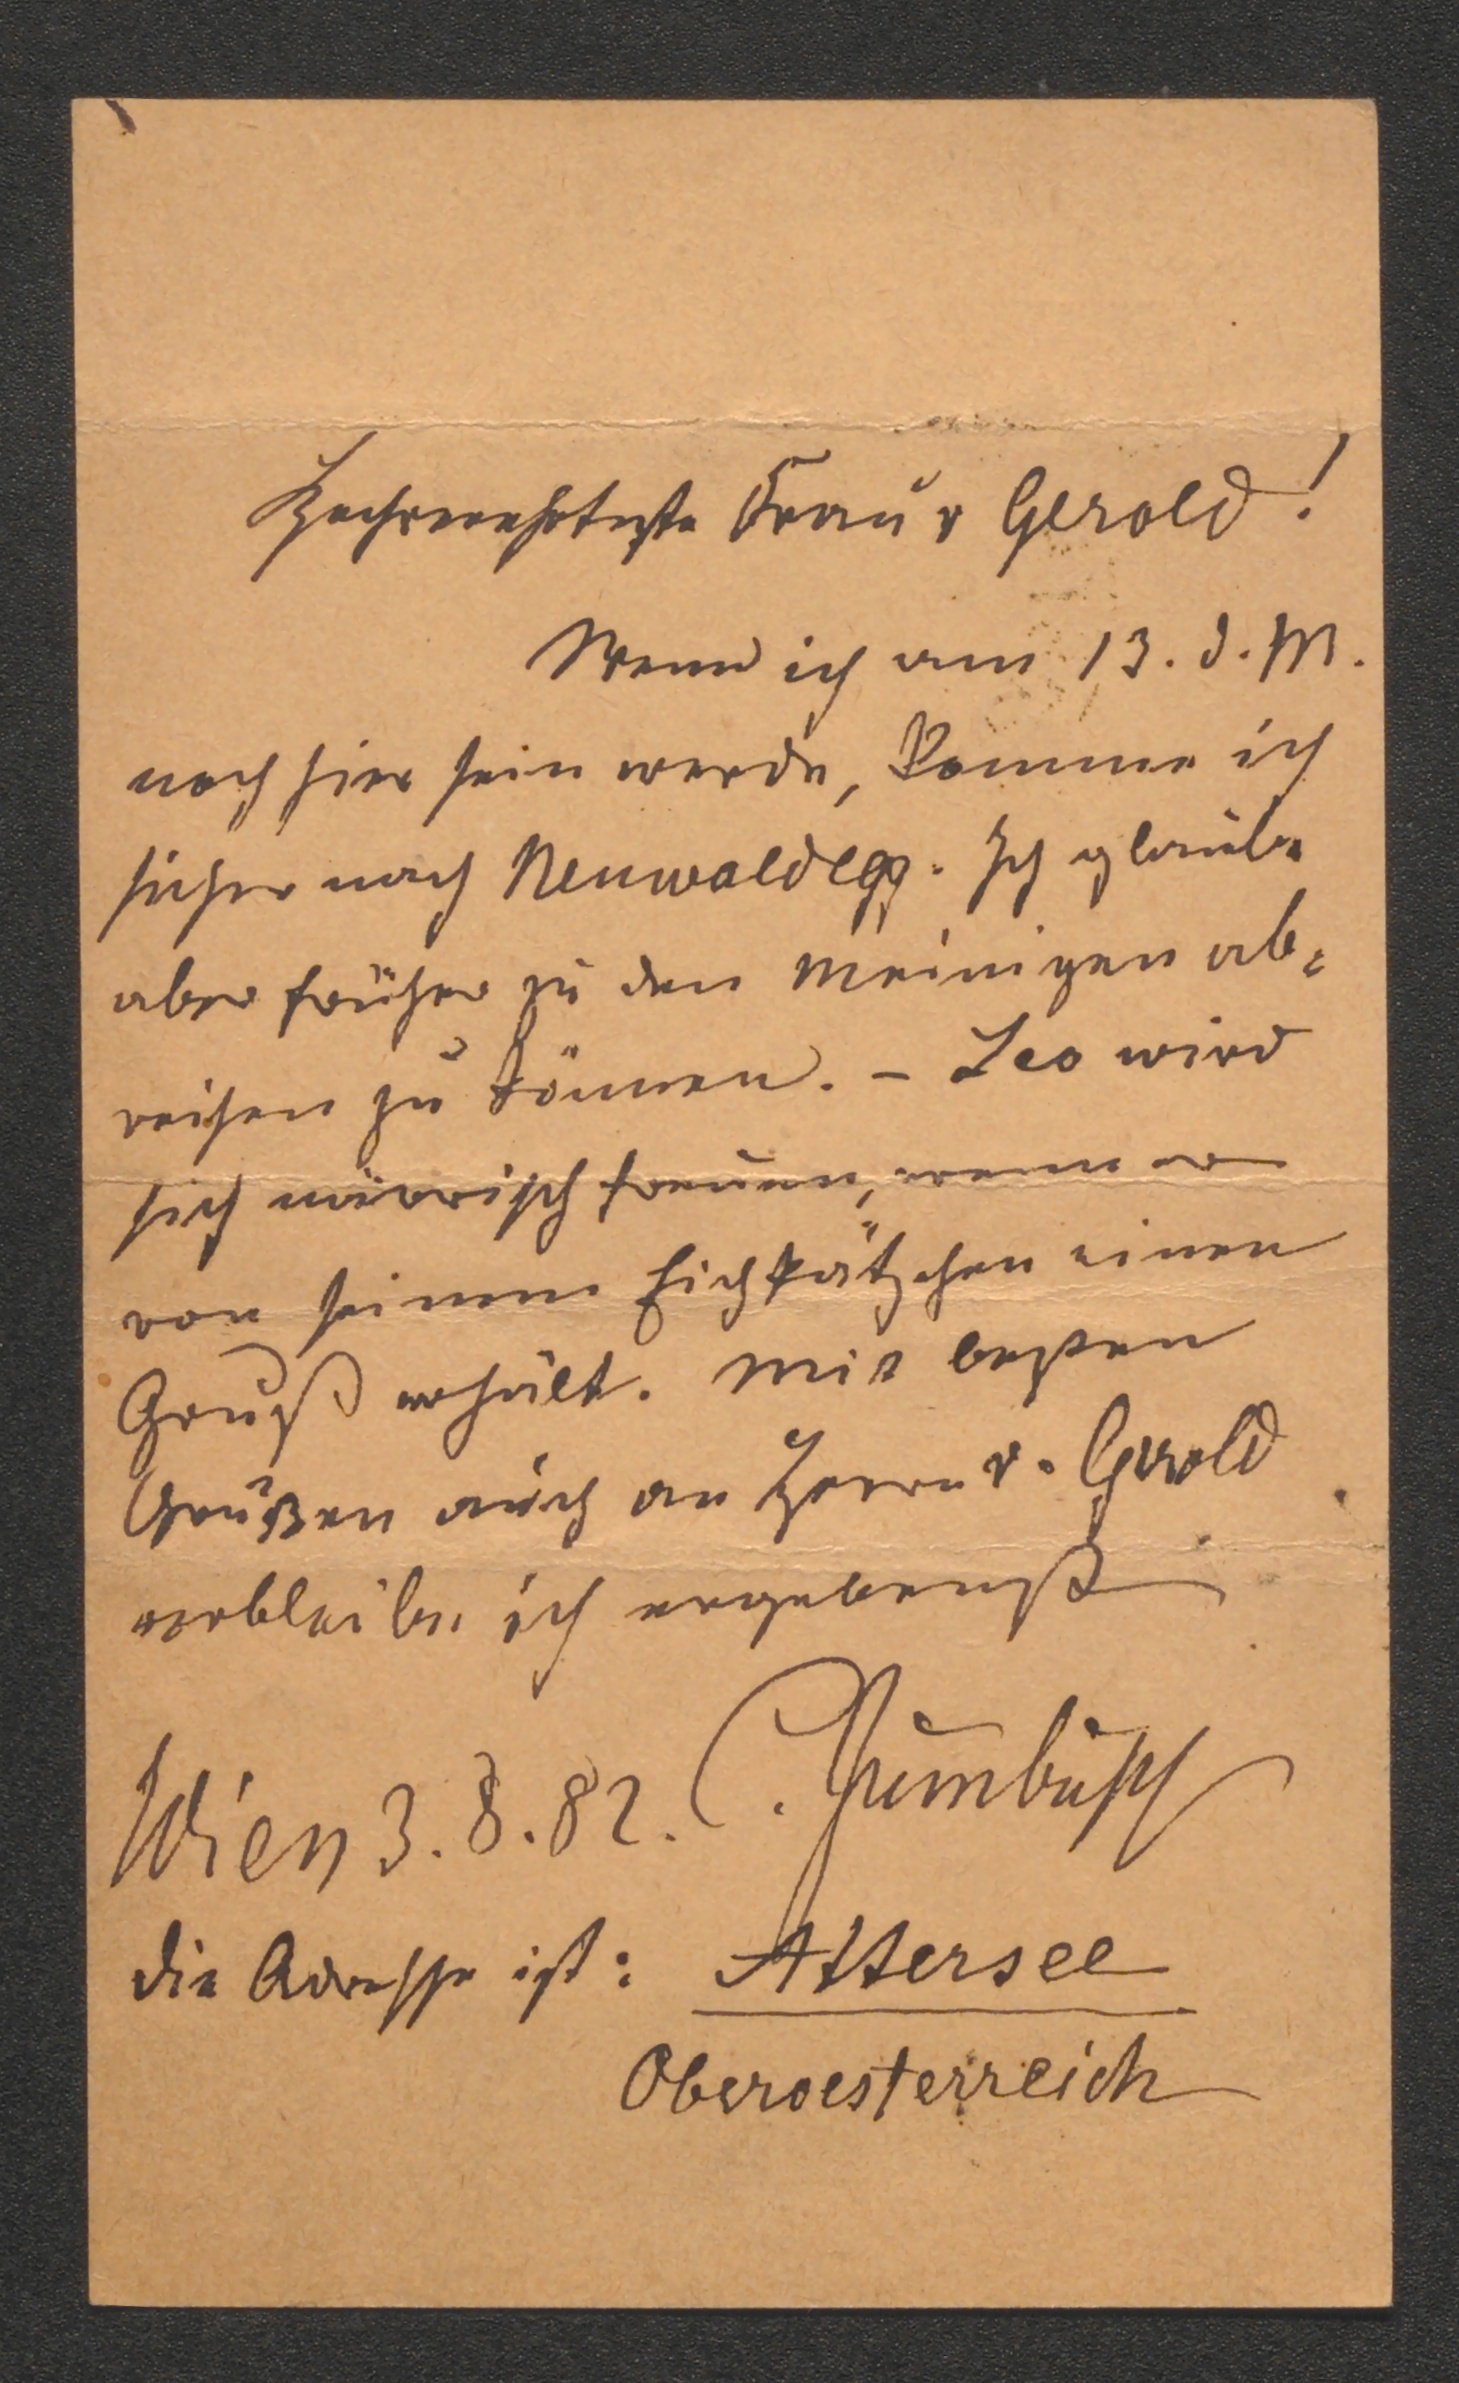 Hochverehrteste Frau v Gerold!
Wenn ich am 13. d. M.
noch hier sein werde, komme ich
sicher nach Neuwaldegg. Ich glaube
aber früher zu den Meinigen ab=
reisen zu können. – Leo wird
sich närrisch freuen, wenn er
von seinem Eichkätzchen einen
Gruß erhält. Mit besten
Grüßen auch an Herrn v. Gerold
verbleibe ich ergebenst
Wien 3. 8. 82. C. Zumbusch
die Adresse ist: Attersee
Oberoesterreich